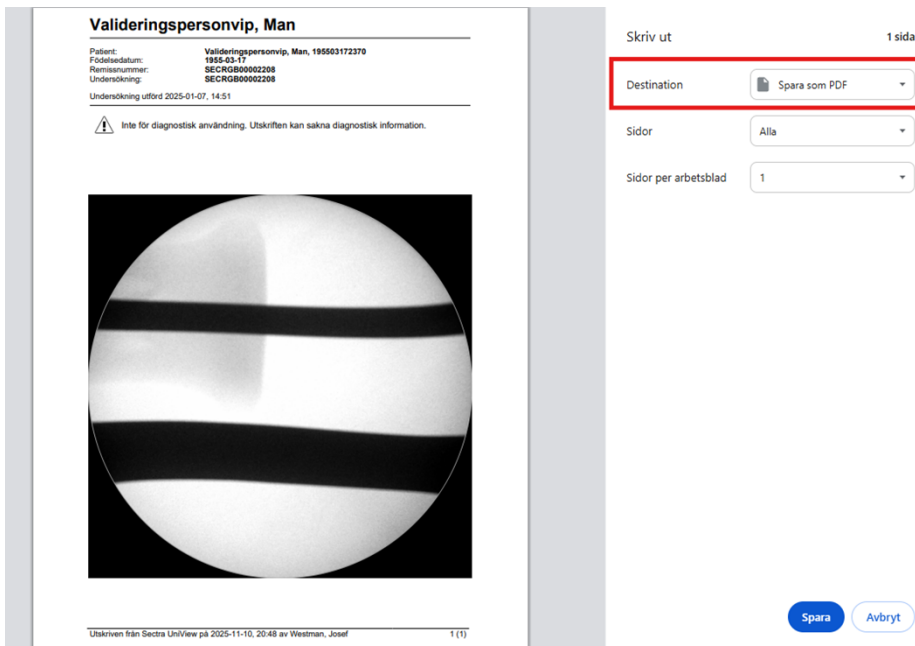 Valideringspersonvip, Man
Patient: Valideringspersonvip, Man, 195503172370
Födelsedatum: 1955-03-17
Remissnummer: SECRGB00002208
Undersökning: SECRGB00002208
Undersökning utförd 2025-01-07, 14:51
Inte för diagnostisk användning. Utskriften kan sakna diagnostisk information.
Utskriven från Sectra UniView på 2025-11-10, 20:48 av Westman, Josef 1 (1)
Skriv ut 1 sida
Destination Spara som PDF
Sidor Alla
Sidor per arbetsblad 1
Spara Avbryt